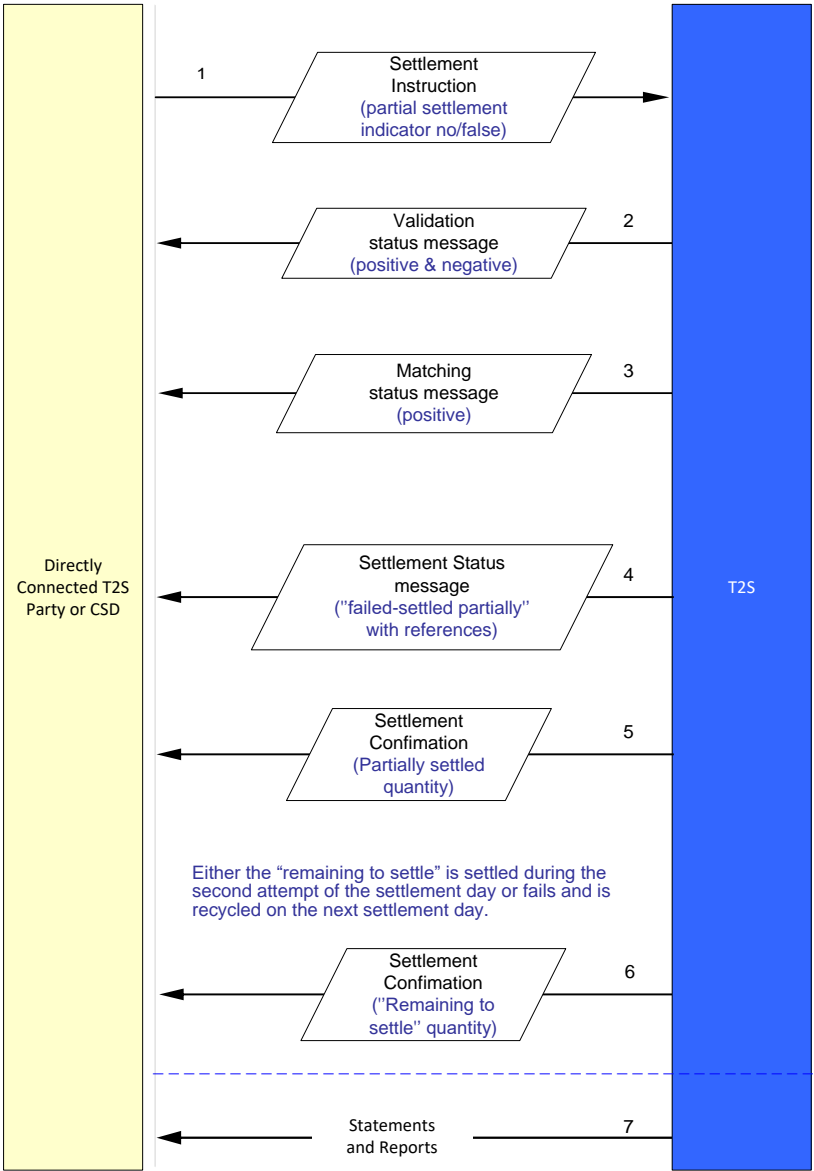 1
Settlement
Instruction
(partial settlement
indicator no/false)
Validation
status message
(positive & negative)
2
Matching
status message
(positive)
3
Directly
Connected T2S
Party or CSD
Settlement Status
message
(''failed-settled partially''
with references)
4
T2S
Settlement
Confimation
(Partially settled
quantity)
5
Either the “remaining to settle” is settled during the
second attempt of the settlement day or fails and is
recycled on the next settlement day.
Settlement
Confimation
(''Remaining to
settle'' quantity)
6
Statements
and Reports
7